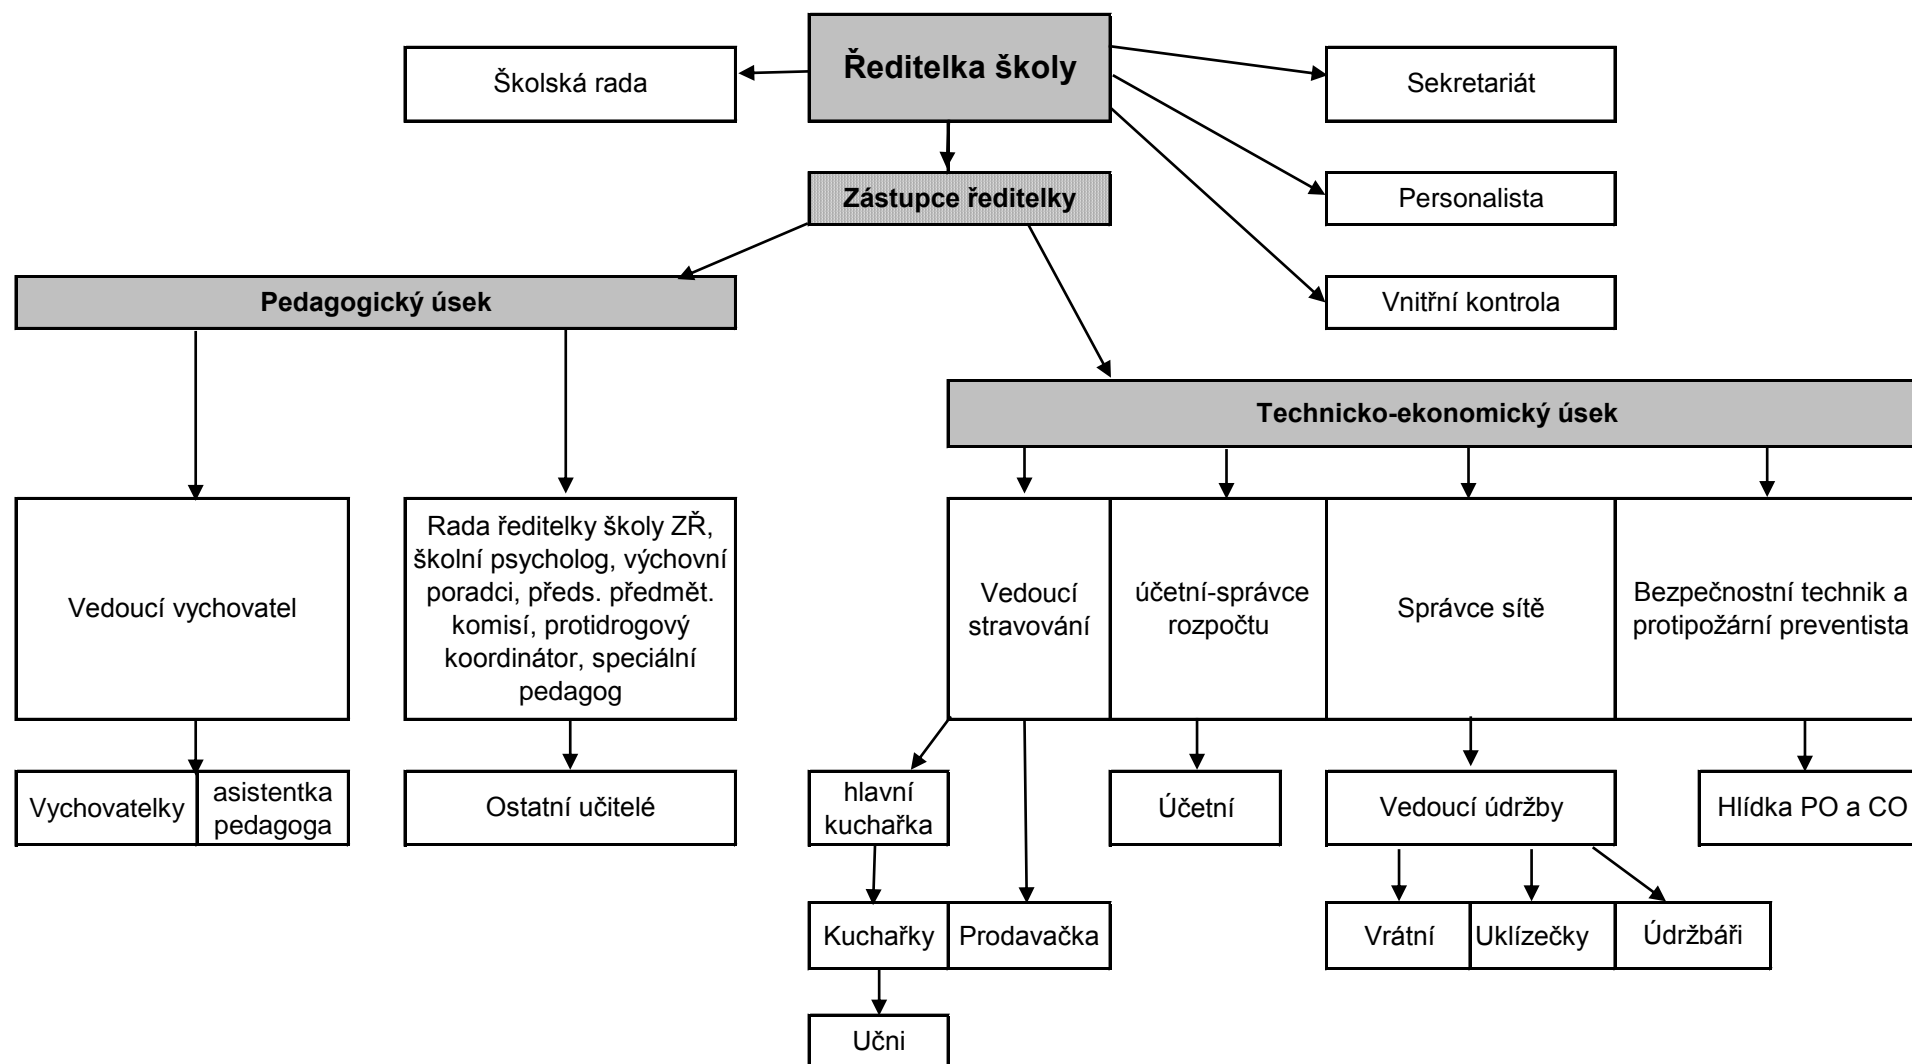 Ředitelka školy
Školská rada
Sekretariát
Zástupce ředitelky
Personalista
Pedagogický úsek
Vnitřní kontrola
Technicko-ekonomický úsek
Vedoucí vychovatel
Rada ředitelky školy ZŘ,
školní psycholog, výchovní
poradci, předs. předmět.
komisí, protidrogový
koordinátor, speciální
pedagog
Vedoucí
stravování
účetní-správce
rozpočtu
Správce sítě
Bezpečnostní technik a
protipožární preventista
Vychovatelky
asistentka
pedagoga
Ostatní učitelé
hlavní
kuchařka
Účetní
Vedoucí údržby
Hlídka PO a CO
Kuchařky
Prodavačka
Vrátní
Uklízečky
Údržbáři
Učni